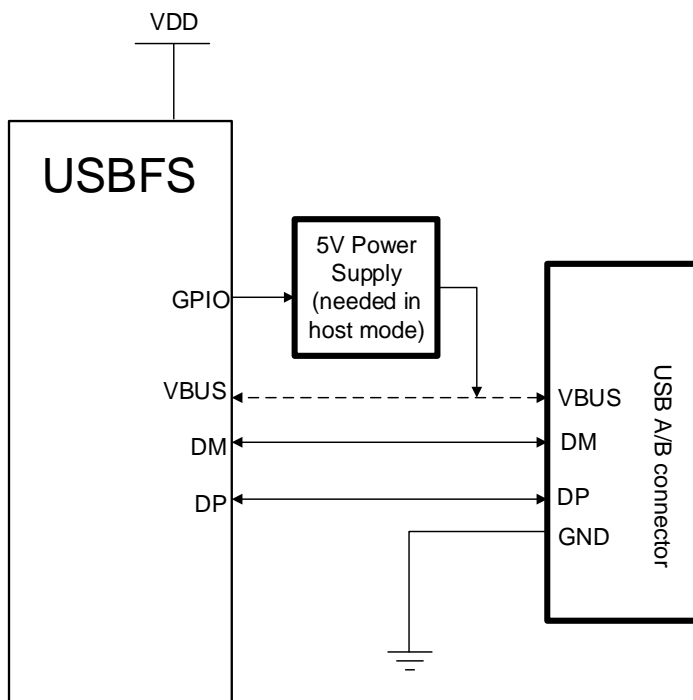 VDD
USBFS
5V Power
Supply
(needed in
host mode)
GPIO
VBUS
DM
DP
VBUS
DM
DP
GND
USB A/B connector